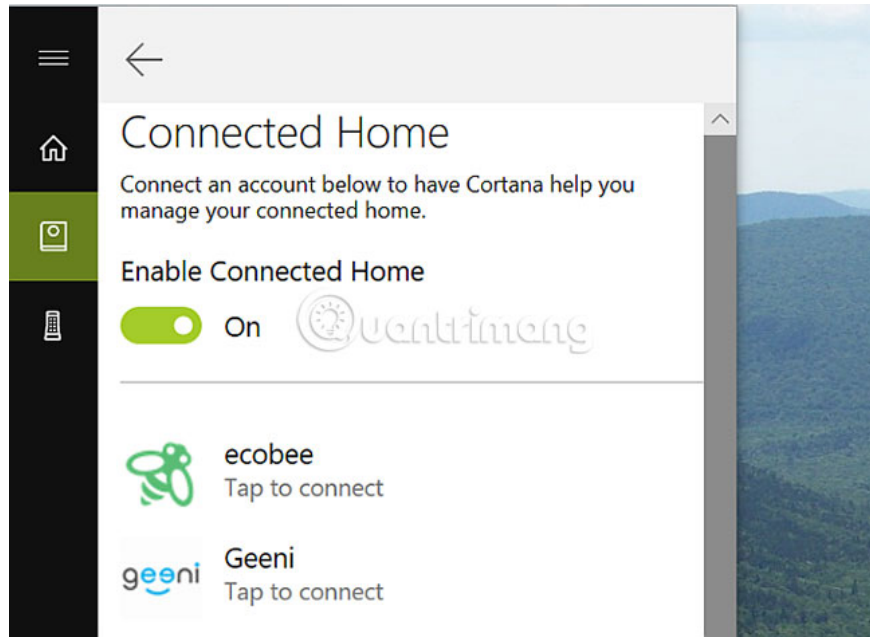 Connected Home
Connect an account below to have Cortana help you
manage your connected home.
Enable Connected Home
On
Quantrimang
ecobee
Tap to connect
geeni
Geeni
Tap to connect